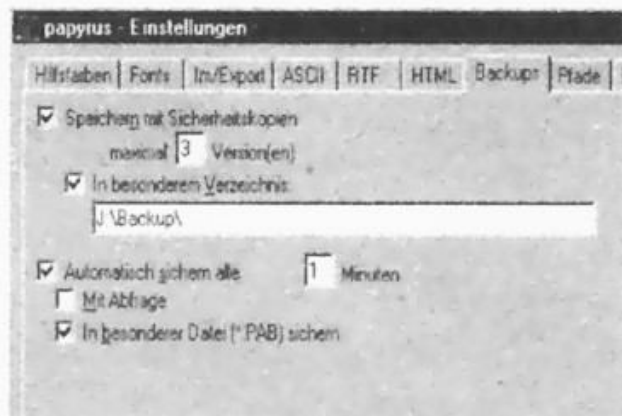 papyrus - Einstellungen
Hilfsfarben Fonts Im/Export ASCII RTF HTML Backups Pfade
Speichern mit Sicherheitskopien
maximal 3 Version(en)
In besonderem Verzeichnis:
J:\Backup\
Automatisch sichern alle 1 Minuten
Mit Abfrage
In besonderer Datei (*.PAB) sichern